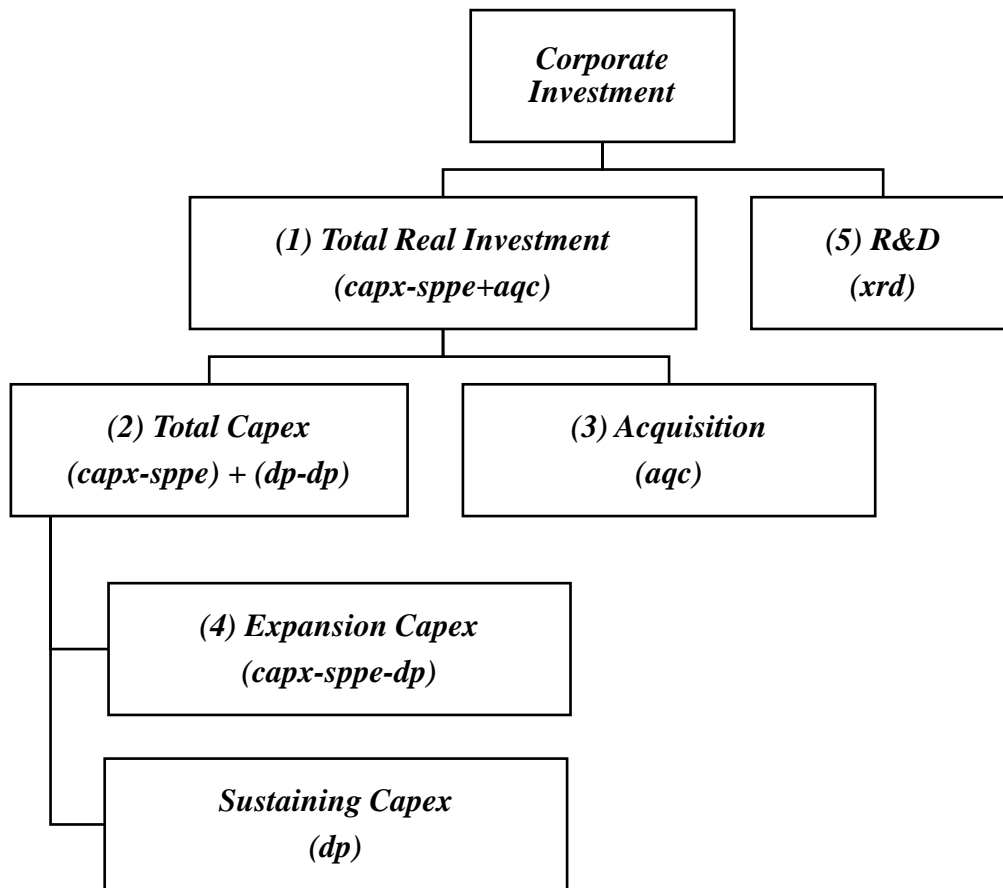 Corporate
Investment
(1) Total Real Investment
(capx-sppe+aqc)
(5) R&D
(xrd)
(2) Total Capex
(capx-sppe) + (dp-dp)
(3) Acquisition
(aqc)
(4) Expansion Capex
(capx-sppe-dp)
Sustaining Capex
(dp)